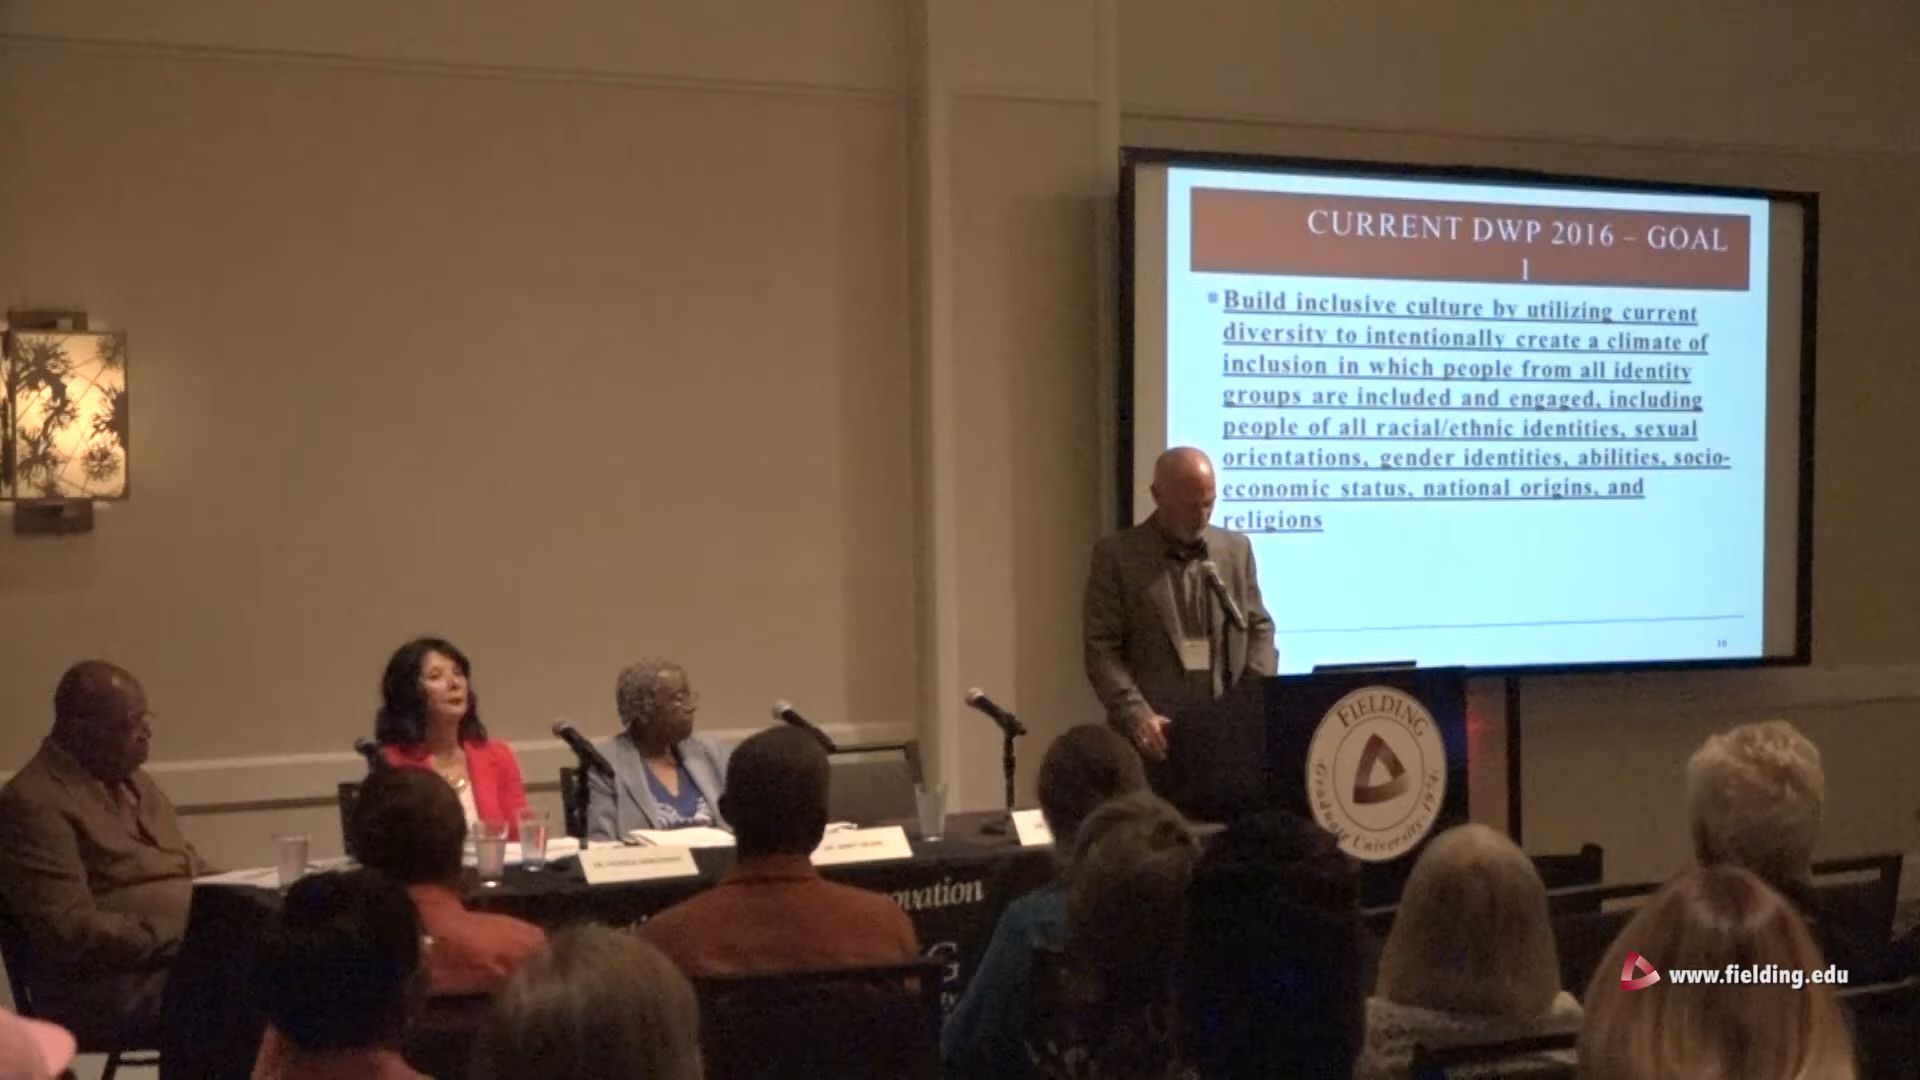 CURRENT DWP 2016 – GOAL
1
Build inclusive culture by utilizing current
diversity to intentionally create a climate of
inclusion in which people from all identity
groups are included and engaged, including
people of all racial/ethnic identities, sexual
orientations, gender identities, abilities, socio-
economic status, national origins, and
religions
FIELDING
Graduate University · 1974 ·
ovation
G
www.fielding.edu